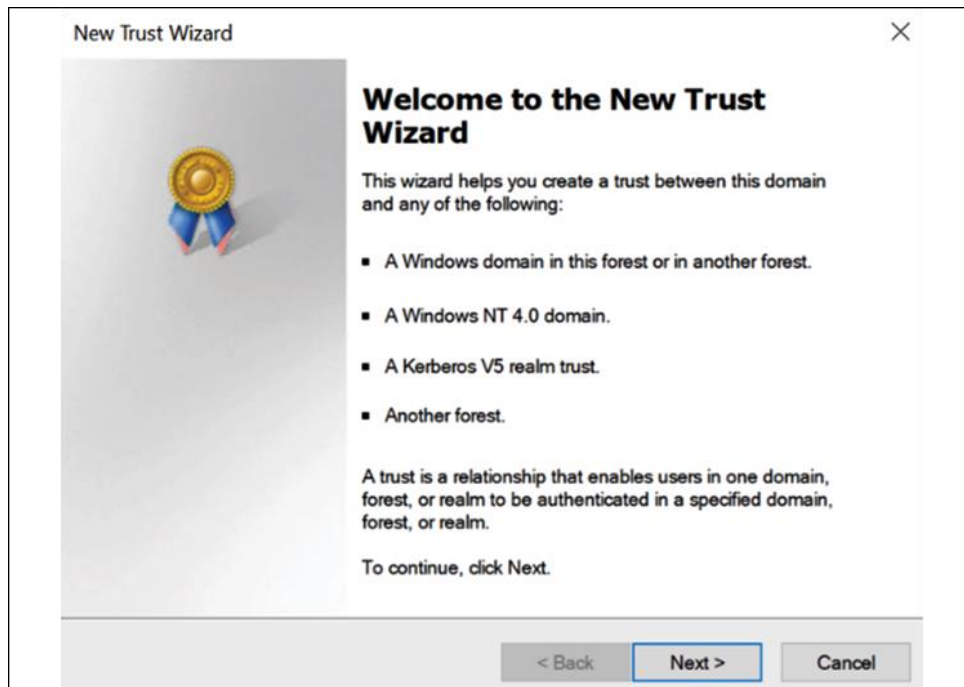 New Trust Wizard
Welcome to the New Trust
Wizard
This wizard helps you create a trust between this domain
and any of the following:
▪ A Windows domain in this forest or in another forest.
▪ A Windows NT 4.0 domain.
▪ A Kerberos V5 realm trust.
▪ Another forest.
A trust is a relationship that enables users in one domain,
forest, or realm to be authenticated in a specified domain,
forest, or realm.
To continue, click Next.
< Back Next > Cancel